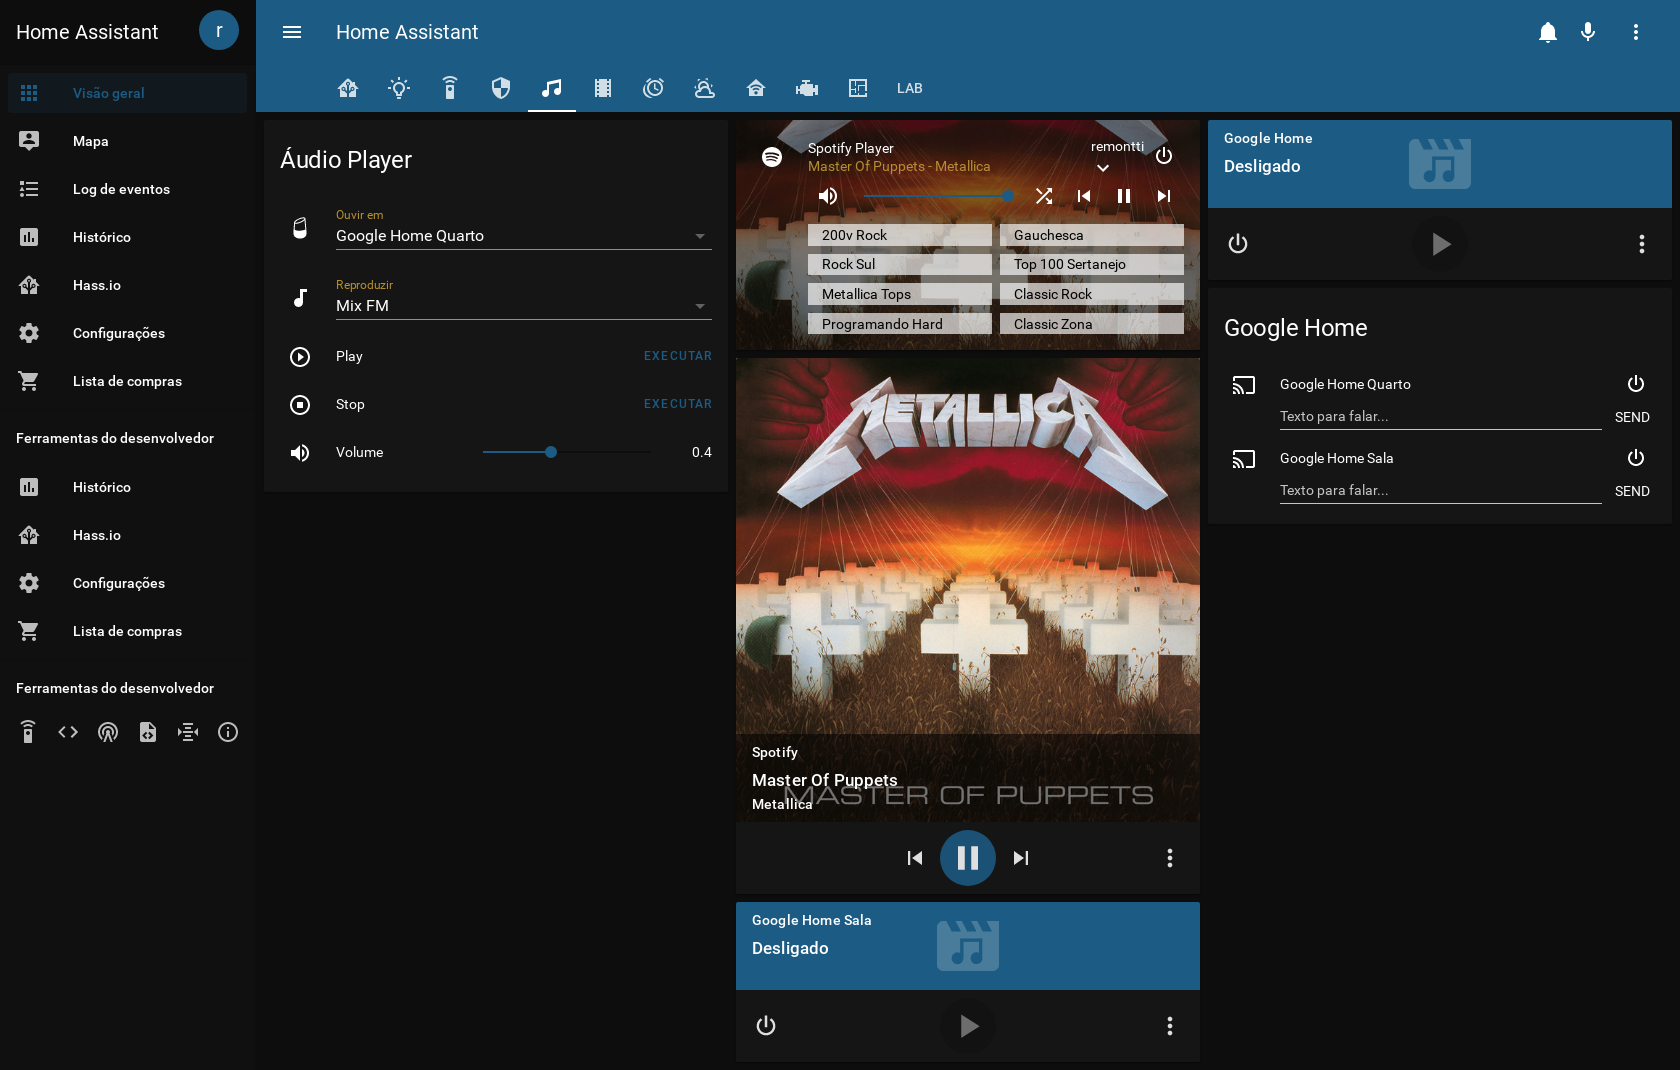 Home Assistant
r
Visão geral
Mapa
Log de eventos
Histórico
Hass.io
Configurações
Lista de compras
Ferramentas do desenvolvedor
Histórico
Hass.io
Configurações
Lista de compras
Ferramentas do desenvolvedor
Home Assistant
LAB
Áudio Player
Ouvir em
Google Home Quarto
Reproduzir
Mix FM
Play
EXECUTAR
Stop
EXECUTAR
Volume
0.4
Spotify Player
Master Of Puppets - Metallica
remontti
200v Rock
Gauchesca
Rock Sul
Top 100 Sertanejo
Metallica Tops
Classic Rock
Programando Hard
Classic Zona
METALLICA
Spotify
Master Of Puppets
Metallica
MASTER OF PUPPETS
Google Home Sala
Desligado
Google Home
Desligado
Google Home
Google Home Quarto
Texto para falar...
SEND
Google Home Sala
Texto para falar...
SEND